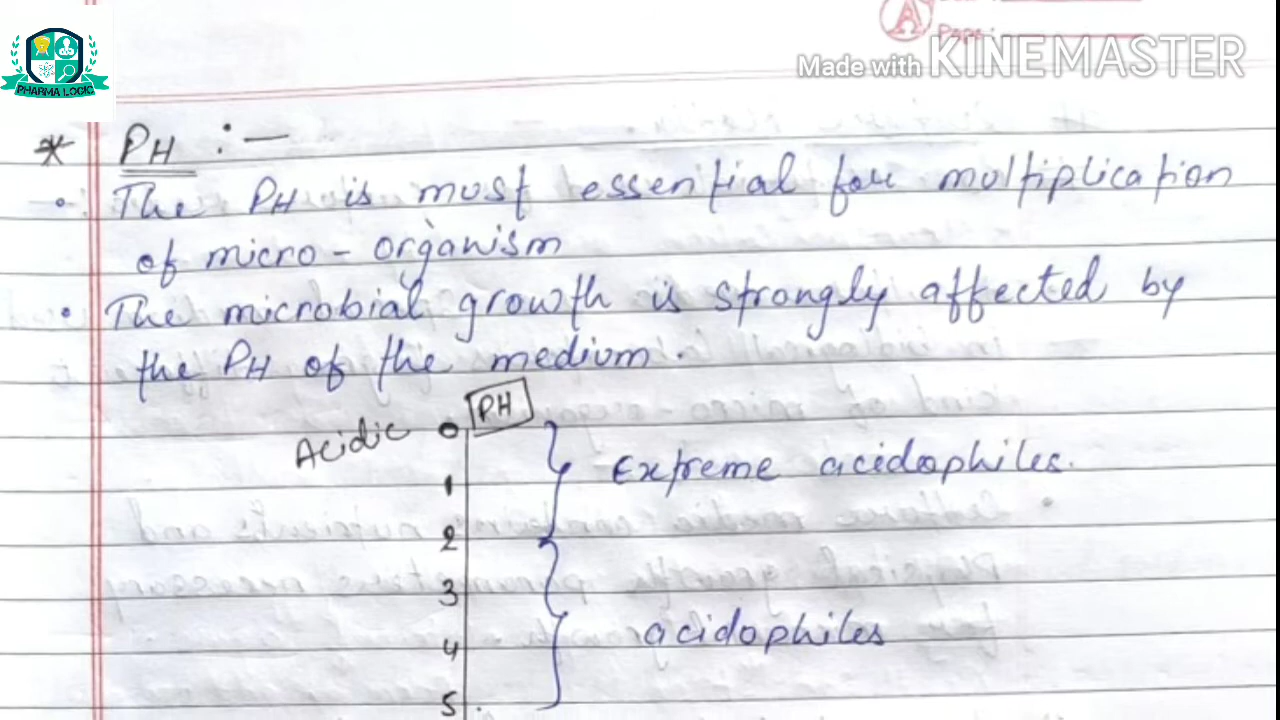 Page:
Made with KINEMASTER
PHARMA LOGIC
* PH :-
• The PH is most essential for multiplication
of micro-organism
• The microbial growth is strongly affected by
the PH of the medium.
Acidic 0 PH
Extreme acidophiles.
1
2
3
acidophiles
4
5